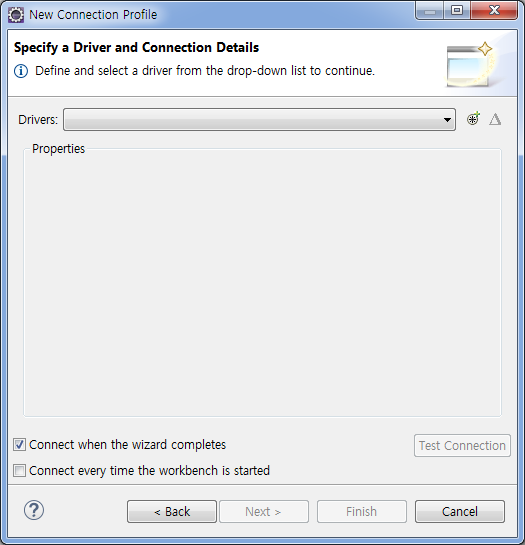 New Connection Profile
Specify a Driver and Connection Details
Define and select a driver from the drop-down list to continue.
Drivers:
Properties
Connect when the wizard completes
Test Connection
Connect every time the workbench is started
< Back
Next >
Finish
Cancel